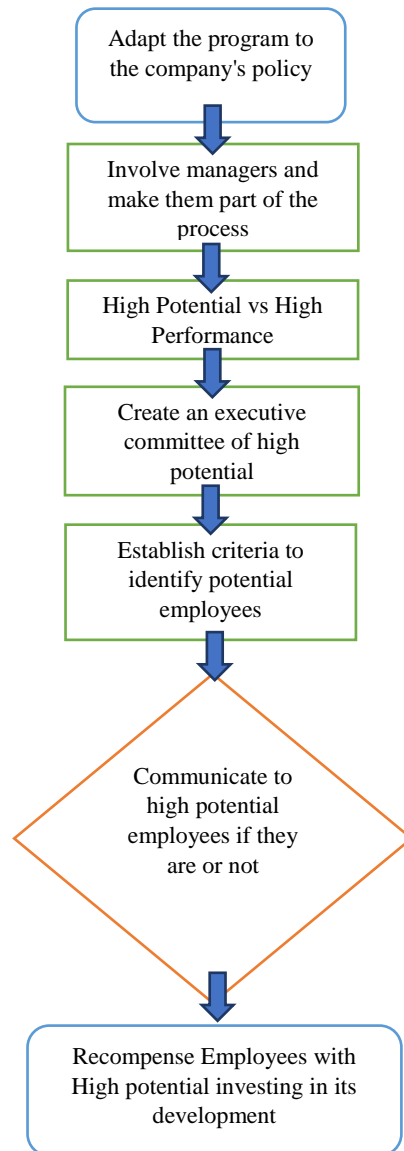 Adapt the program to
the company's policy
Involve managers and
make them part of the
process
High Potential vs High
Performance
Create an executive
committee of high
potential
Establish criteria to
identify potential
employees
Communicate to
high potential
employees if they
are or not
Recompense Employees with
High potential investing in its
development